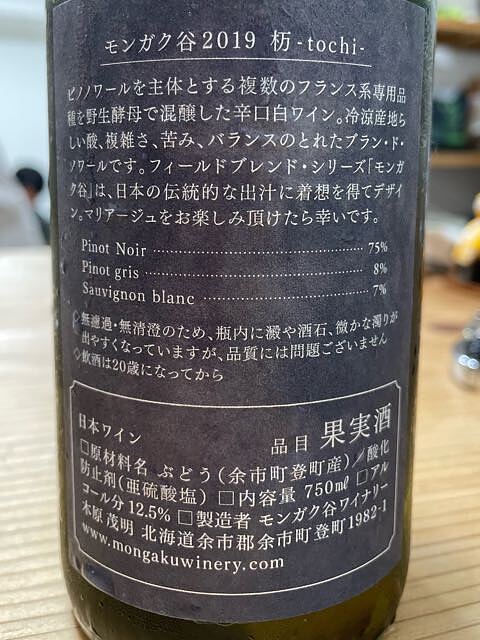 モンガク谷2019 栃 -tochi-
ピノノワールを主体とする複数のフランス系専用品
種を野生酵母で混醸した辛口白ワイン。冷涼産地ら
しい酸、複雑さ、苦み、バランスのとれたブラン・ド・
ノワールです。フィールドブレンド・シリーズ「モンガ
ク谷」は、日本の伝統的な出汁に着想を得てデザイ
ン。マリアージュをお楽しみ頂けたら幸いです。
Pinot Noir 75%
Pinot gris 8%
Sauvignon blanc 7%
◇無濾過・無清澄のため、瓶内に澱や酒石、微かな濁りが
出やすくなっていますが、品質には問題ございません
◇飲酒は20歳になってから
日本ワイン 品目 果実酒
□原材料名 ぶどう(余市町登町産)/酸化
防止剤(亜硫酸塩) □内容量 750ml □アル
コール分12.5% □製造者 モンガク谷ワイナリー
木原茂明 北海道余市郡余市町登町1982-1
www.mongakuwinery.com